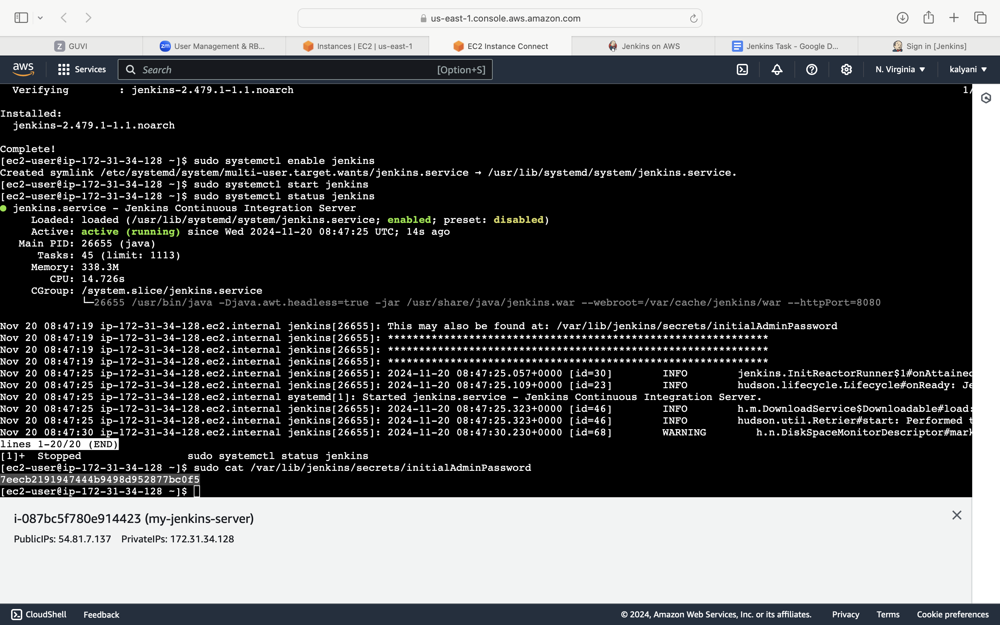 us-east-1.console.aws.amazon.com
Z GUVI
zm User Management & RB...
Instances | EC2 | us-east-1
EC2 Instance Connect
Jenkins on AWS
Jenkins Task - Google D...
Sign in [Jenkins]
aws
Services
Search
[Option+S]
N. Virginia
kalyani
Verifying : jenkins-2.479.1-1.1.noarch 1/
Installed:
jenkins-2.479.1-1.1.noarch
Complete!
[ec2-user@ip-172-31-34-128 ~]$ sudo systemctl enable jenkins
Created symlink /etc/systemd/system/multi-user.target.wants/jenkins.service → /usr/lib/systemd/system/jenkins.service.
[ec2-user@ip-172-31-34-128 ~]$ sudo systemctl start jenkins
[ec2-user@ip-172-31-34-128 ~]$ sudo systemctl status jenkins
● jenkins.service - Jenkins Continuous Integration Server
Loaded: loaded (/usr/lib/systemd/system/jenkins.service; enabled; preset: disabled)
Active: active (running) since Wed 2024-11-20 08:47:25 UTC; 14s ago
Main PID: 26655 (java)
Tasks: 45 (limit: 1113)
Memory: 338.3M
CPU: 14.726s
CGroup: /system.slice/jenkins.service
└─26655 /usr/bin/java -Djava.awt.headless=true -jar /usr/share/java/jenkins.war --webroot=/var/cache/jenkins/war --httpPort=8080
Nov 20 08:47:19 ip-172-31-34-128.ec2.internal jenkins[26655]: This may also be found at: /var/lib/jenkins/secrets/initialAdminPassword
Nov 20 08:47:19 ip-172-31-34-128.ec2.internal jenkins[26655]: *************************************************************
Nov 20 08:47:19 ip-172-31-34-128.ec2.internal jenkins[26655]: *************************************************************
Nov 20 08:47:19 ip-172-31-34-128.ec2.internal jenkins[26655]: *************************************************************
Nov 20 08:47:25 ip-172-31-34-128.ec2.internal jenkins[26655]: 2024-11-20 08:47:25.057+0000 [id=30] INFO jenkins.InitReactorRunner$1#onAttained
Nov 20 08:47:25 ip-172-31-34-128.ec2.internal jenkins[26655]: 2024-11-20 08:47:25.109+0000 [id=23] INFO hudson.lifecycle.Lifecycle#onReady: Je
Nov 20 08:47:25 ip-172-31-34-128.ec2.internal systemd[1]: Started jenkins.service - Jenkins Continuous Integration Server.
Nov 20 08:47:25 ip-172-31-34-128.ec2.internal jenkins[26655]: 2024-11-20 08:47:25.323+0000 [id=46] INFO h.m.DownloadService$Downloadable#load:
Nov 20 08:47:25 ip-172-31-34-128.ec2.internal jenkins[26655]: 2024-11-20 08:47:25.323+0000 [id=46] INFO hudson.util.Retrier#start: Performed t
Nov 20 08:47:30 ip-172-31-34-128.ec2.internal jenkins[26655]: 2024-11-20 08:47:30.230+0000 [id=68] WARNING h.n.DiskSpaceMonitorDescriptor#mark
lines 1-20/20 (END)
[1]+ Stopped sudo systemctl status jenkins
[ec2-user@ip-172-31-34-128 ~]$ sudo cat /var/lib/jenkins/secrets/initialAdminPassword
7eecb2191947444b9498d952877bc0f5
[ec2-user@ip-172-31-34-128 ~]$
i-087bc5f780e914423 (my-jenkins-server)
PublicIPs: 54.81.7.137 PrivateIPs: 172.31.34.128
CloudShell
Feedback
© 2024, Amazon Web Services, Inc. or its affiliates.
Privacy
Terms
Cookie preferences